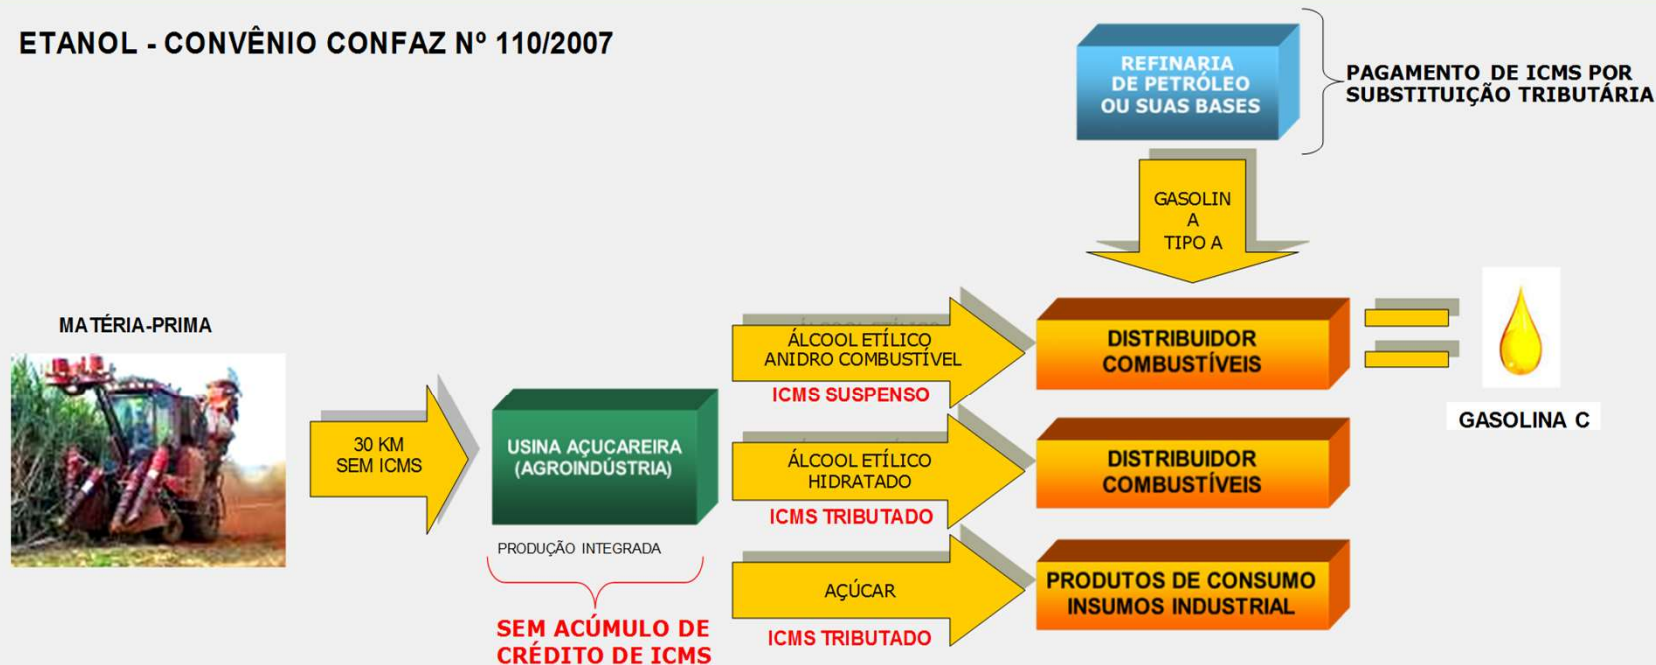 ETANOL - CONVÊNIO CONFAZ Nº 110/2007
REFINARIA
DE PETRÓLEO
OU SUAS BASES
PAGAMENTO DE ICMS POR
SUBSTITUIÇÃO TRIBUTÁRIA
GASOLIN
A
TIPO A
MATÉRIA-PRIMA
30 KM
SEM ICMS
USINA AÇUCAREIRA
(AGROINDÚSTRIA)
PRODUÇÃO INTEGRADA
SEM ACÚMULO DE
CRÉDITO DE ICMS
ÁLCOOL ETÍLICO
ANIDRO COMBUSTÍVEL
ICMS SUSPENSO
DISTRIBUIDOR
COMBUSTÍVEIS
GASOLINA C
ÁLCOOL ETÍLICO
HIDRATADO
ICMS TRIBUTADO
DISTRIBUIDOR
COMBUSTÍVEIS
AÇÚCAR
ICMS TRIBUTADO
PRODUTOS DE CONSUMO
INSUMOS INDUSTRIAL